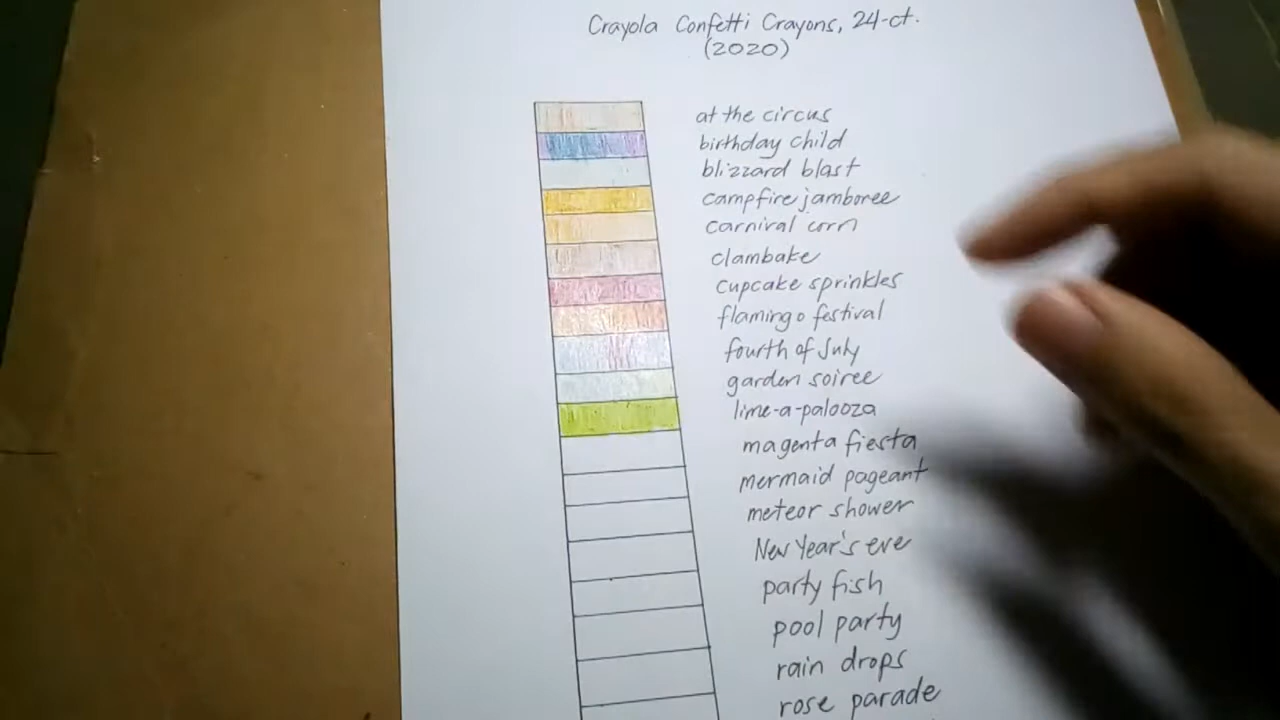 Crayola Confetti Crayons, 24-ct.
(2020)
at the circus
birthday child
blizzard blast
campfire jamboree
carnival corn
clambake
cupcake sprinkles
flamingo festival
fourth of July
garden soiree
lime-a-palooza
magenta fiesta
mermaid pageant
meteor shower
New Year's eve
party fish
pool party
rain drops
rose parade